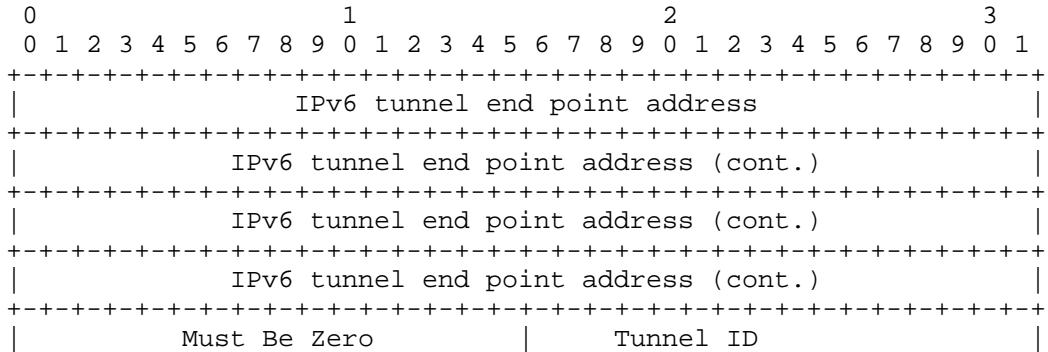 0                   1                   2                   3
 0 1 2 3 4 5 6 7 8 9 0 1 2 3 4 5 6 7 8 9 0 1 2 3 4 5 6 7 8 9 0 1
+-+-+-+-+-+-+-+-+-+-+-+-+-+-+-+-+-+-+-+-+-+-+-+-+-+-+-+-+-+-+-+-+
|                 IPv6 tunnel end point address                 |
+-+-+-+-+-+-+-+-+-+-+-+-+-+-+-+-+-+-+-+-+-+-+-+-+-+-+-+-+-+-+-+-+
|             IPv6 tunnel end point address (cont.)             |
+-+-+-+-+-+-+-+-+-+-+-+-+-+-+-+-+-+-+-+-+-+-+-+-+-+-+-+-+-+-+-+-+
|             IPv6 tunnel end point address (cont.)             |
+-+-+-+-+-+-+-+-+-+-+-+-+-+-+-+-+-+-+-+-+-+-+-+-+-+-+-+-+-+-+-+-+
|             IPv6 tunnel end point address (cont.)             |
+-+-+-+-+-+-+-+-+-+-+-+-+-+-+-+-+-+-+-+-+-+-+-+-+-+-+-+-+-+-+-+-+
|          Must Be Zero         |     Tunnel ID                 |